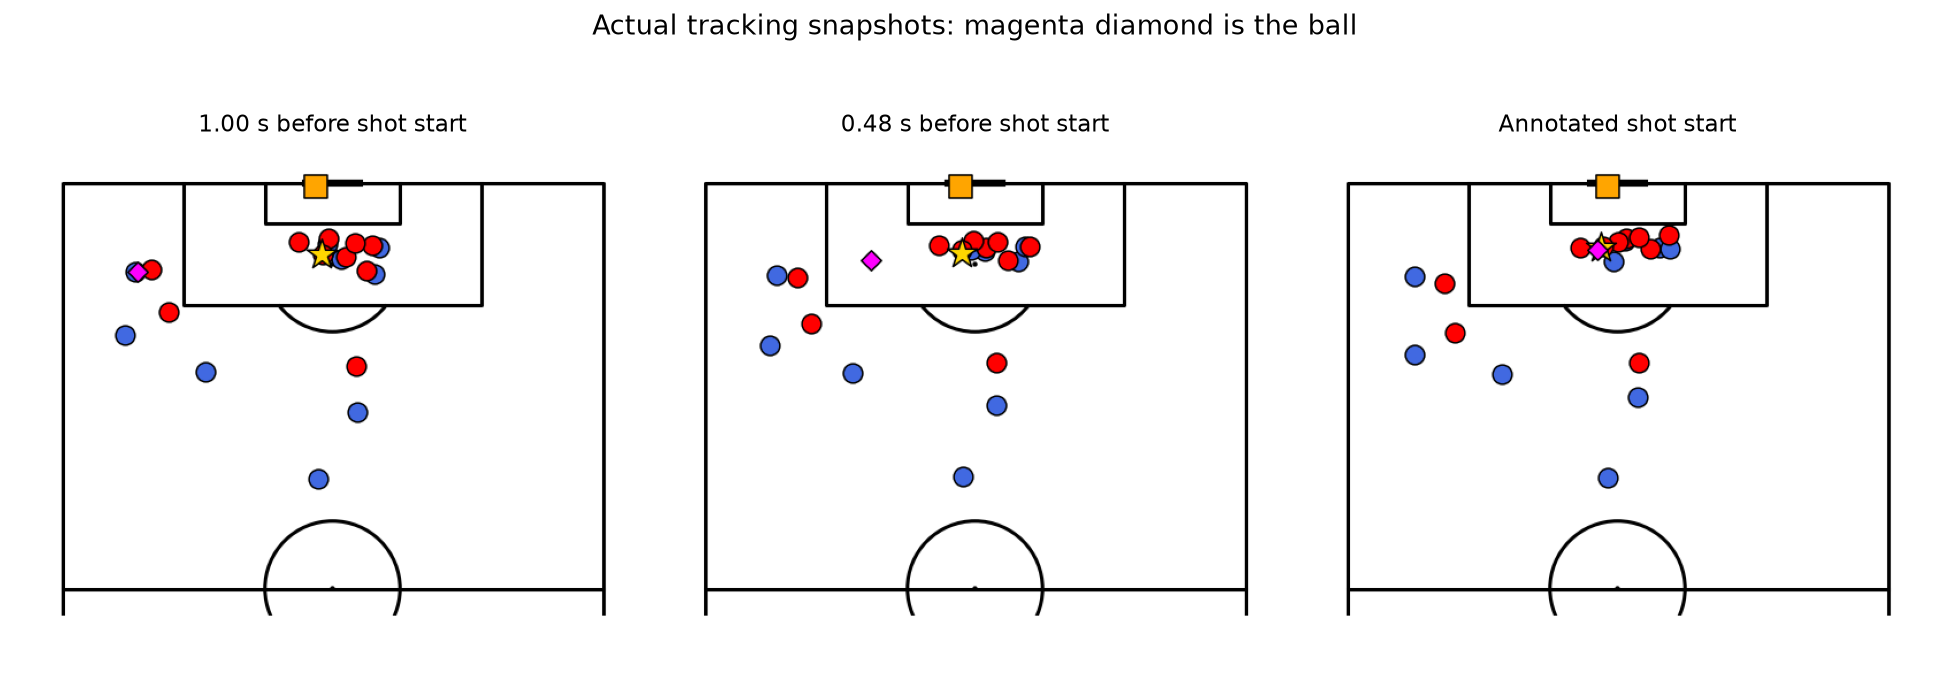 Actual tracking snapshots: magenta diamond is the ball
1.00 s before shot start
0.48 s before shot start
Annotated shot start